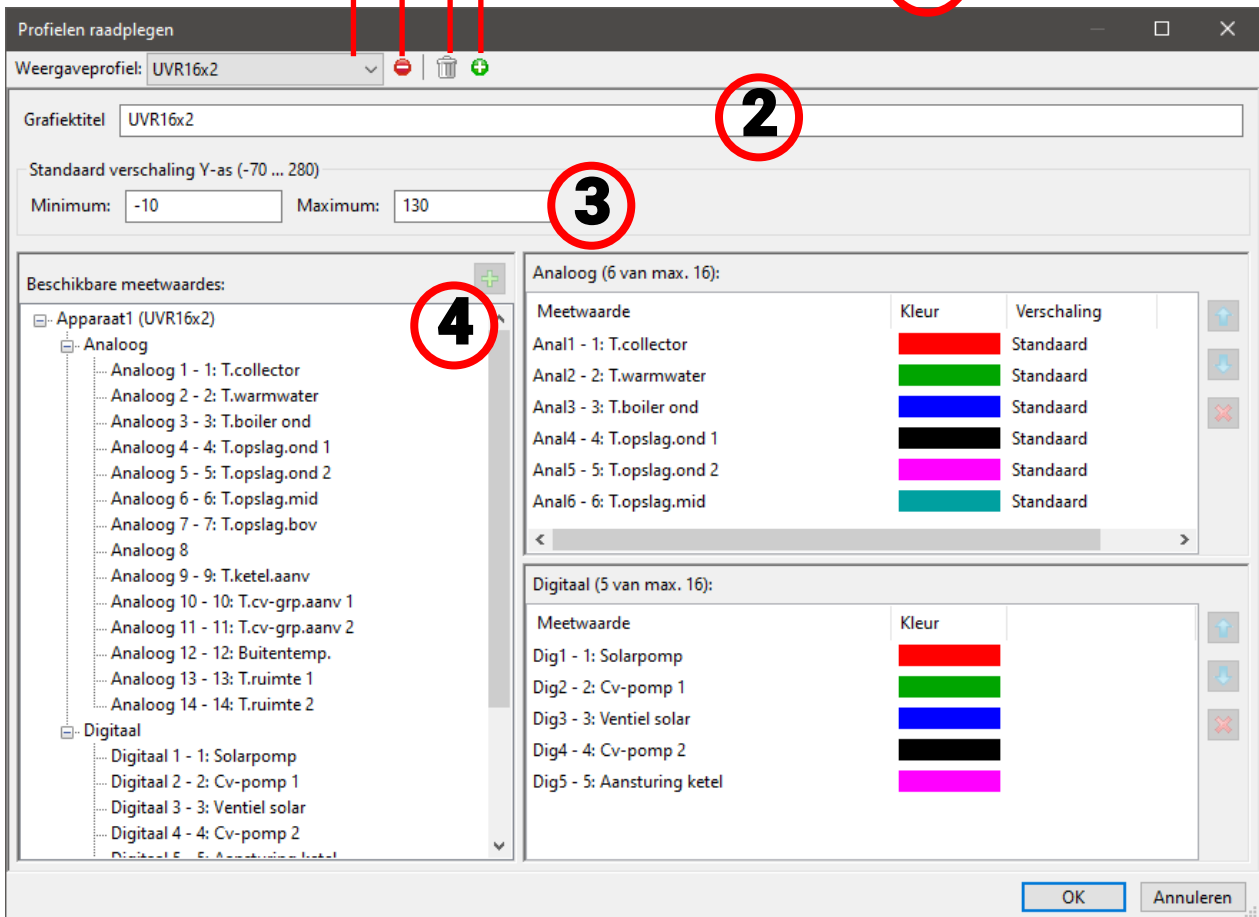 Profielen raadplegen
Weergaveprofiel: UVR16x2
Grafiektitel UVR16x2
2
Standaard verschaling Y-as (-70 ... 280)
Minimum: -10 Maximum: 130
3
Beschikbare meetwaardes:
4
Apparaat1 (UVR16x2)
Analoog
Analoog 1 - 1: T.collector
Analoog 2 - 2: T.warmwater
Analoog 3 - 3: T.boiler ond
Analoog 4 - 4: T.opslag.ond 1
Analoog 5 - 5: T.opslag.ond 2
Analoog 6 - 6: T.opslag.mid
Analoog 7 - 7: T.opslag.bov
Analoog 8
Analoog 9 - 9: T.ketel.aanv
Analoog 10 - 10: T.cv-grp.aanv 1
Analoog 11 - 11: T.cv-grp.aanv 2
Analoog 12 - 12: Buitentemp.
Analoog 13 - 13: T.ruimte 1
Analoog 14 - 14: T.ruimte 2
Digitaal
Digitaal 1 - 1: Solarpomp
Digitaal 2 - 2: Cv-pomp 1
Digitaal 3 - 3: Ventiel solar
Digitaal 4 - 4: Cv-pomp 2
Digitaal 5 - 5: Aansturing ketel
Analoog (6 van max. 16):
Meetwaarde Kleur Verschaling
Anal1 - 1: T.collector Standaard
Anal2 - 2: T.warmwater Standaard
Anal3 - 3: T.boiler ond Standaard
Anal4 - 4: T.opslag.ond 1 Standaard
Anal5 - 5: T.opslag.ond 2 Standaard
Anal6 - 6: T.opslag.mid Standaard
Digitaal (5 van max. 16):
Meetwaarde Kleur
Dig1 - 1: Solarpomp
Dig2 - 2: Cv-pomp 1
Dig3 - 3: Ventiel solar
Dig4 - 4: Cv-pomp 2
Dig5 - 5: Aansturing ketel
OK Annuleren